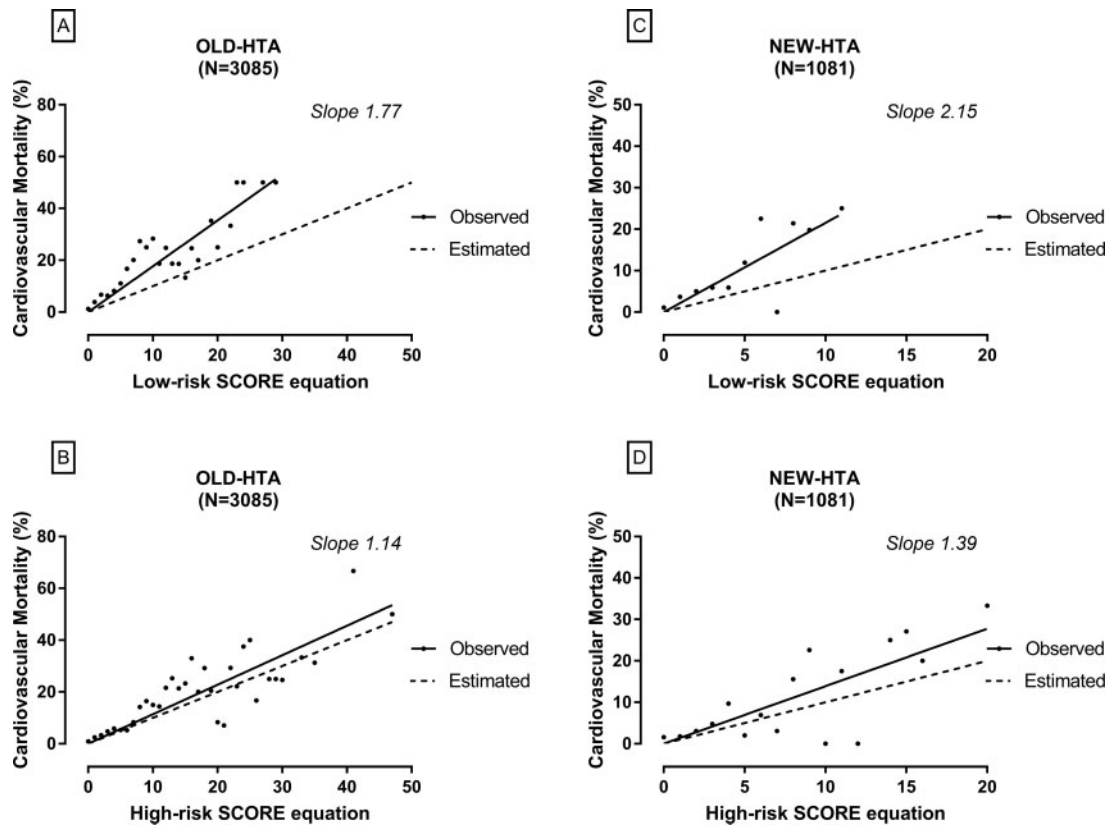 A
OLD-HTA
(N=3085)
Slope 1.77
Cardiovascular Mortality (%)
80
60
40
20
0
0 10 20 30 40 50
Low-risk SCORE equation
Observed
Estimated
C
NEW-HTA
(N=1081)
Slope 2.15
Cardiovascular Mortality (%)
50
40
30
20
10
0
0 5 10 15 20
Low-risk SCORE equation
Observed
Estimated
B
OLD-HTA
(N=3085)
Slope 1.14
Cardiovascular Mortality (%)
80
60
40
20
0
0 10 20 30 40 50
High-risk SCORE equation
Observed
Estimated
D
NEW-HTA
(N=1081)
Slope 1.39
Cardiovascular Mortality (%)
50
40
30
20
10
0
0 5 10 15 20
High-risk SCORE equation
Observed
Estimated